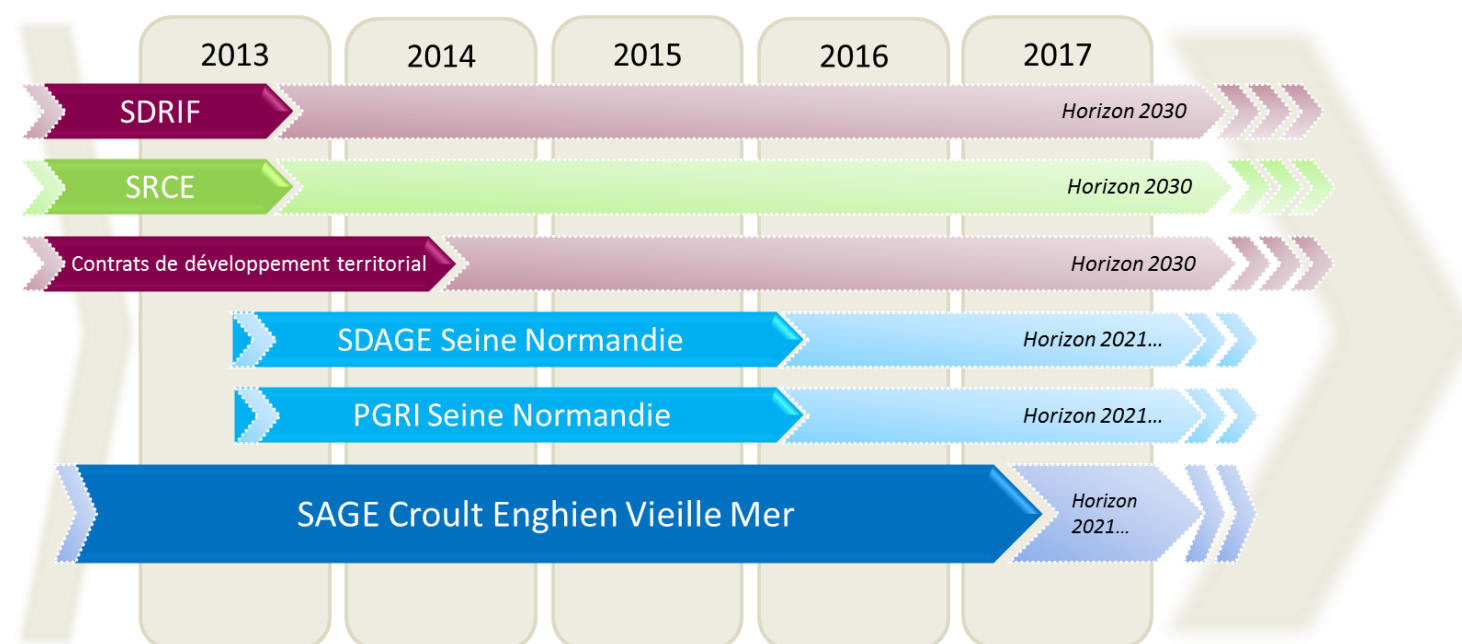 2013
2014
2015
2016
2017
SDRIF
Horizon 2030
SRCE
Horizon 2030
Contrats de développement territorial
Horizon 2030
SDAGE Seine Normandie
Horizon 2021...
PGRI Seine Normandie
Horizon 2021...
SAGE Croult Enghien Vieille Mer
Horizon
2021...